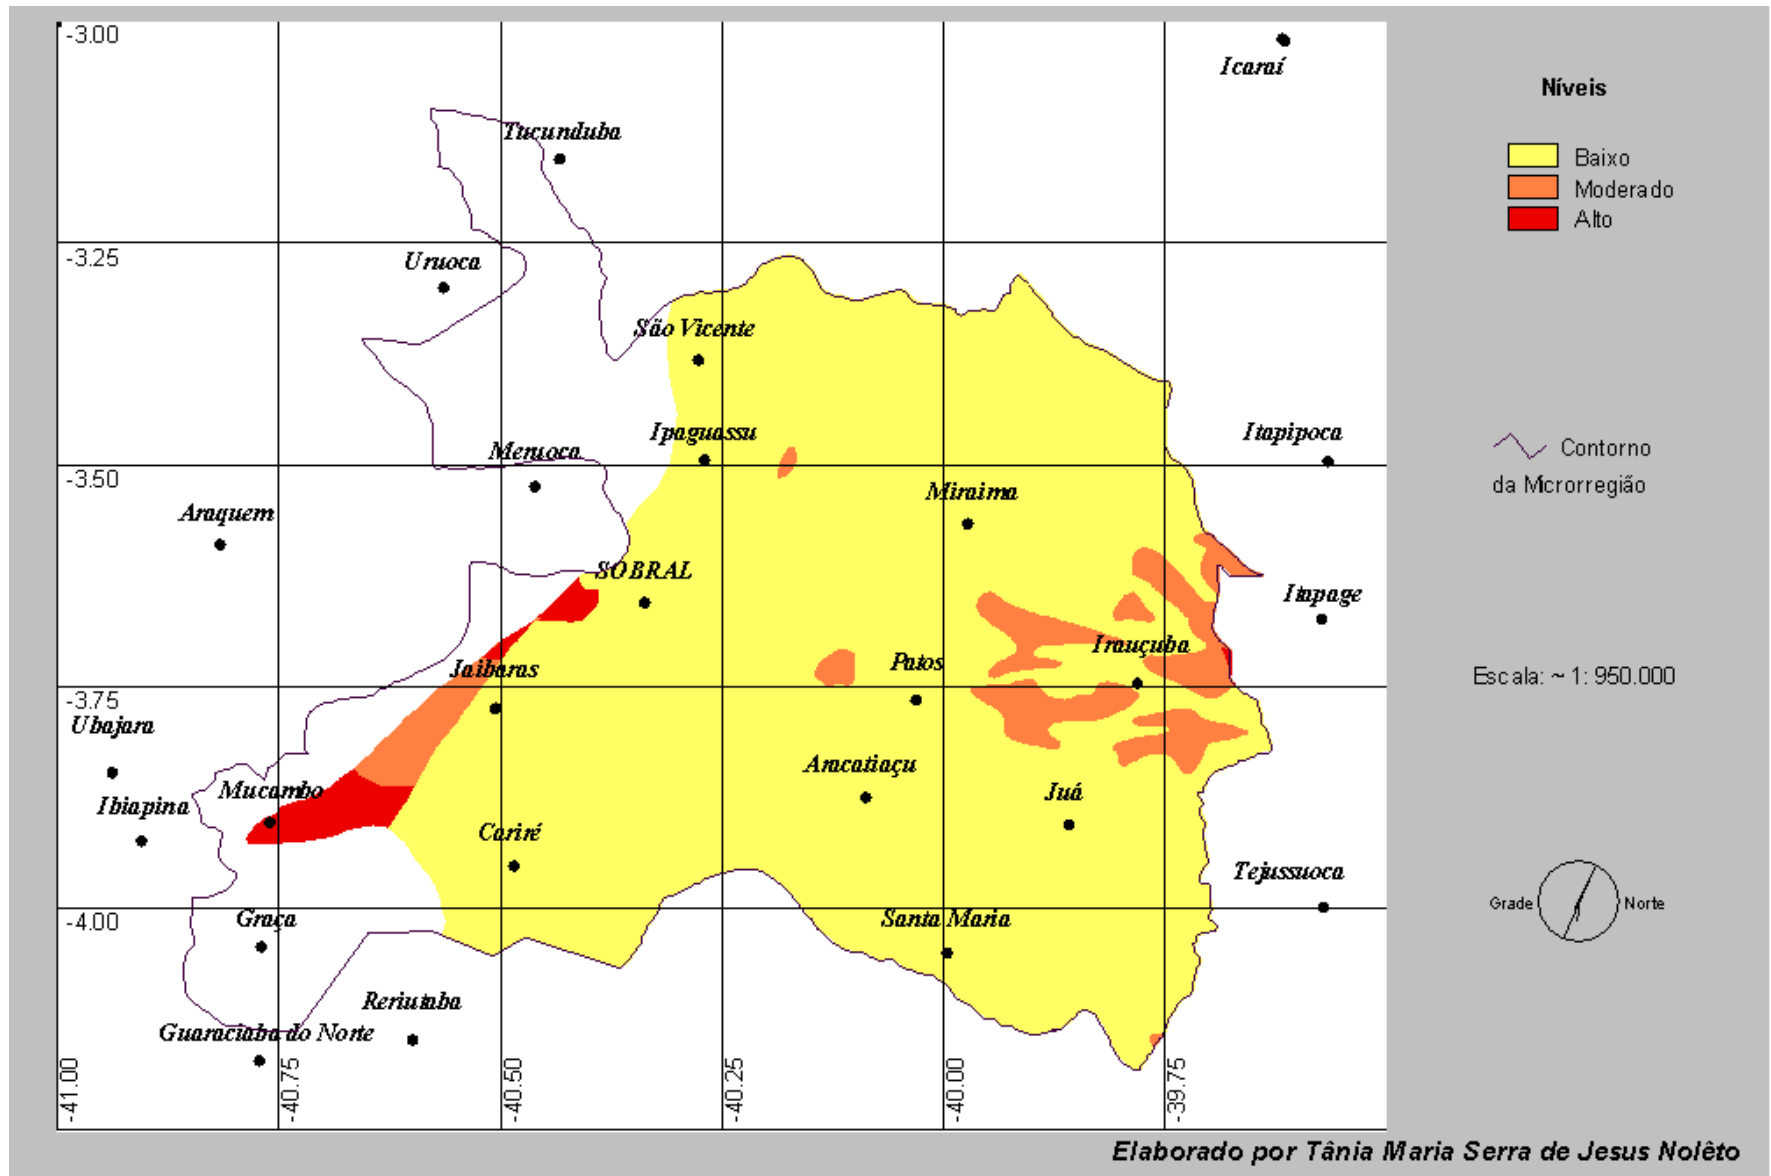 -3.00
Icaraí
Níveis
Tucunduba
Baixo
Moderado
Alto
-3.25
Uruoca
São Vicente
Ipaguassu
Itapipoca
Meruoca
Contorno
da Microrregião
-3.50
Miraima
Araquem
SOBRAL
Itapage
Irauçuba
Patos
Jaibaras
Escala: ~ 1: 950.000
-3.75
Ubajara
Aracatiaçu
Mucambo
Ibiapina
Juá
Cariré
Tejussuoca
Grade
Norte
-4.00
Graça
Santa Maria
Reriutaba
Guaraciaba do Norte
-41.00
-40.75
-40.50
-40.25
-40.00
-39.75
Elaborado por Tânia Maria Serra de Jesus Nolêto